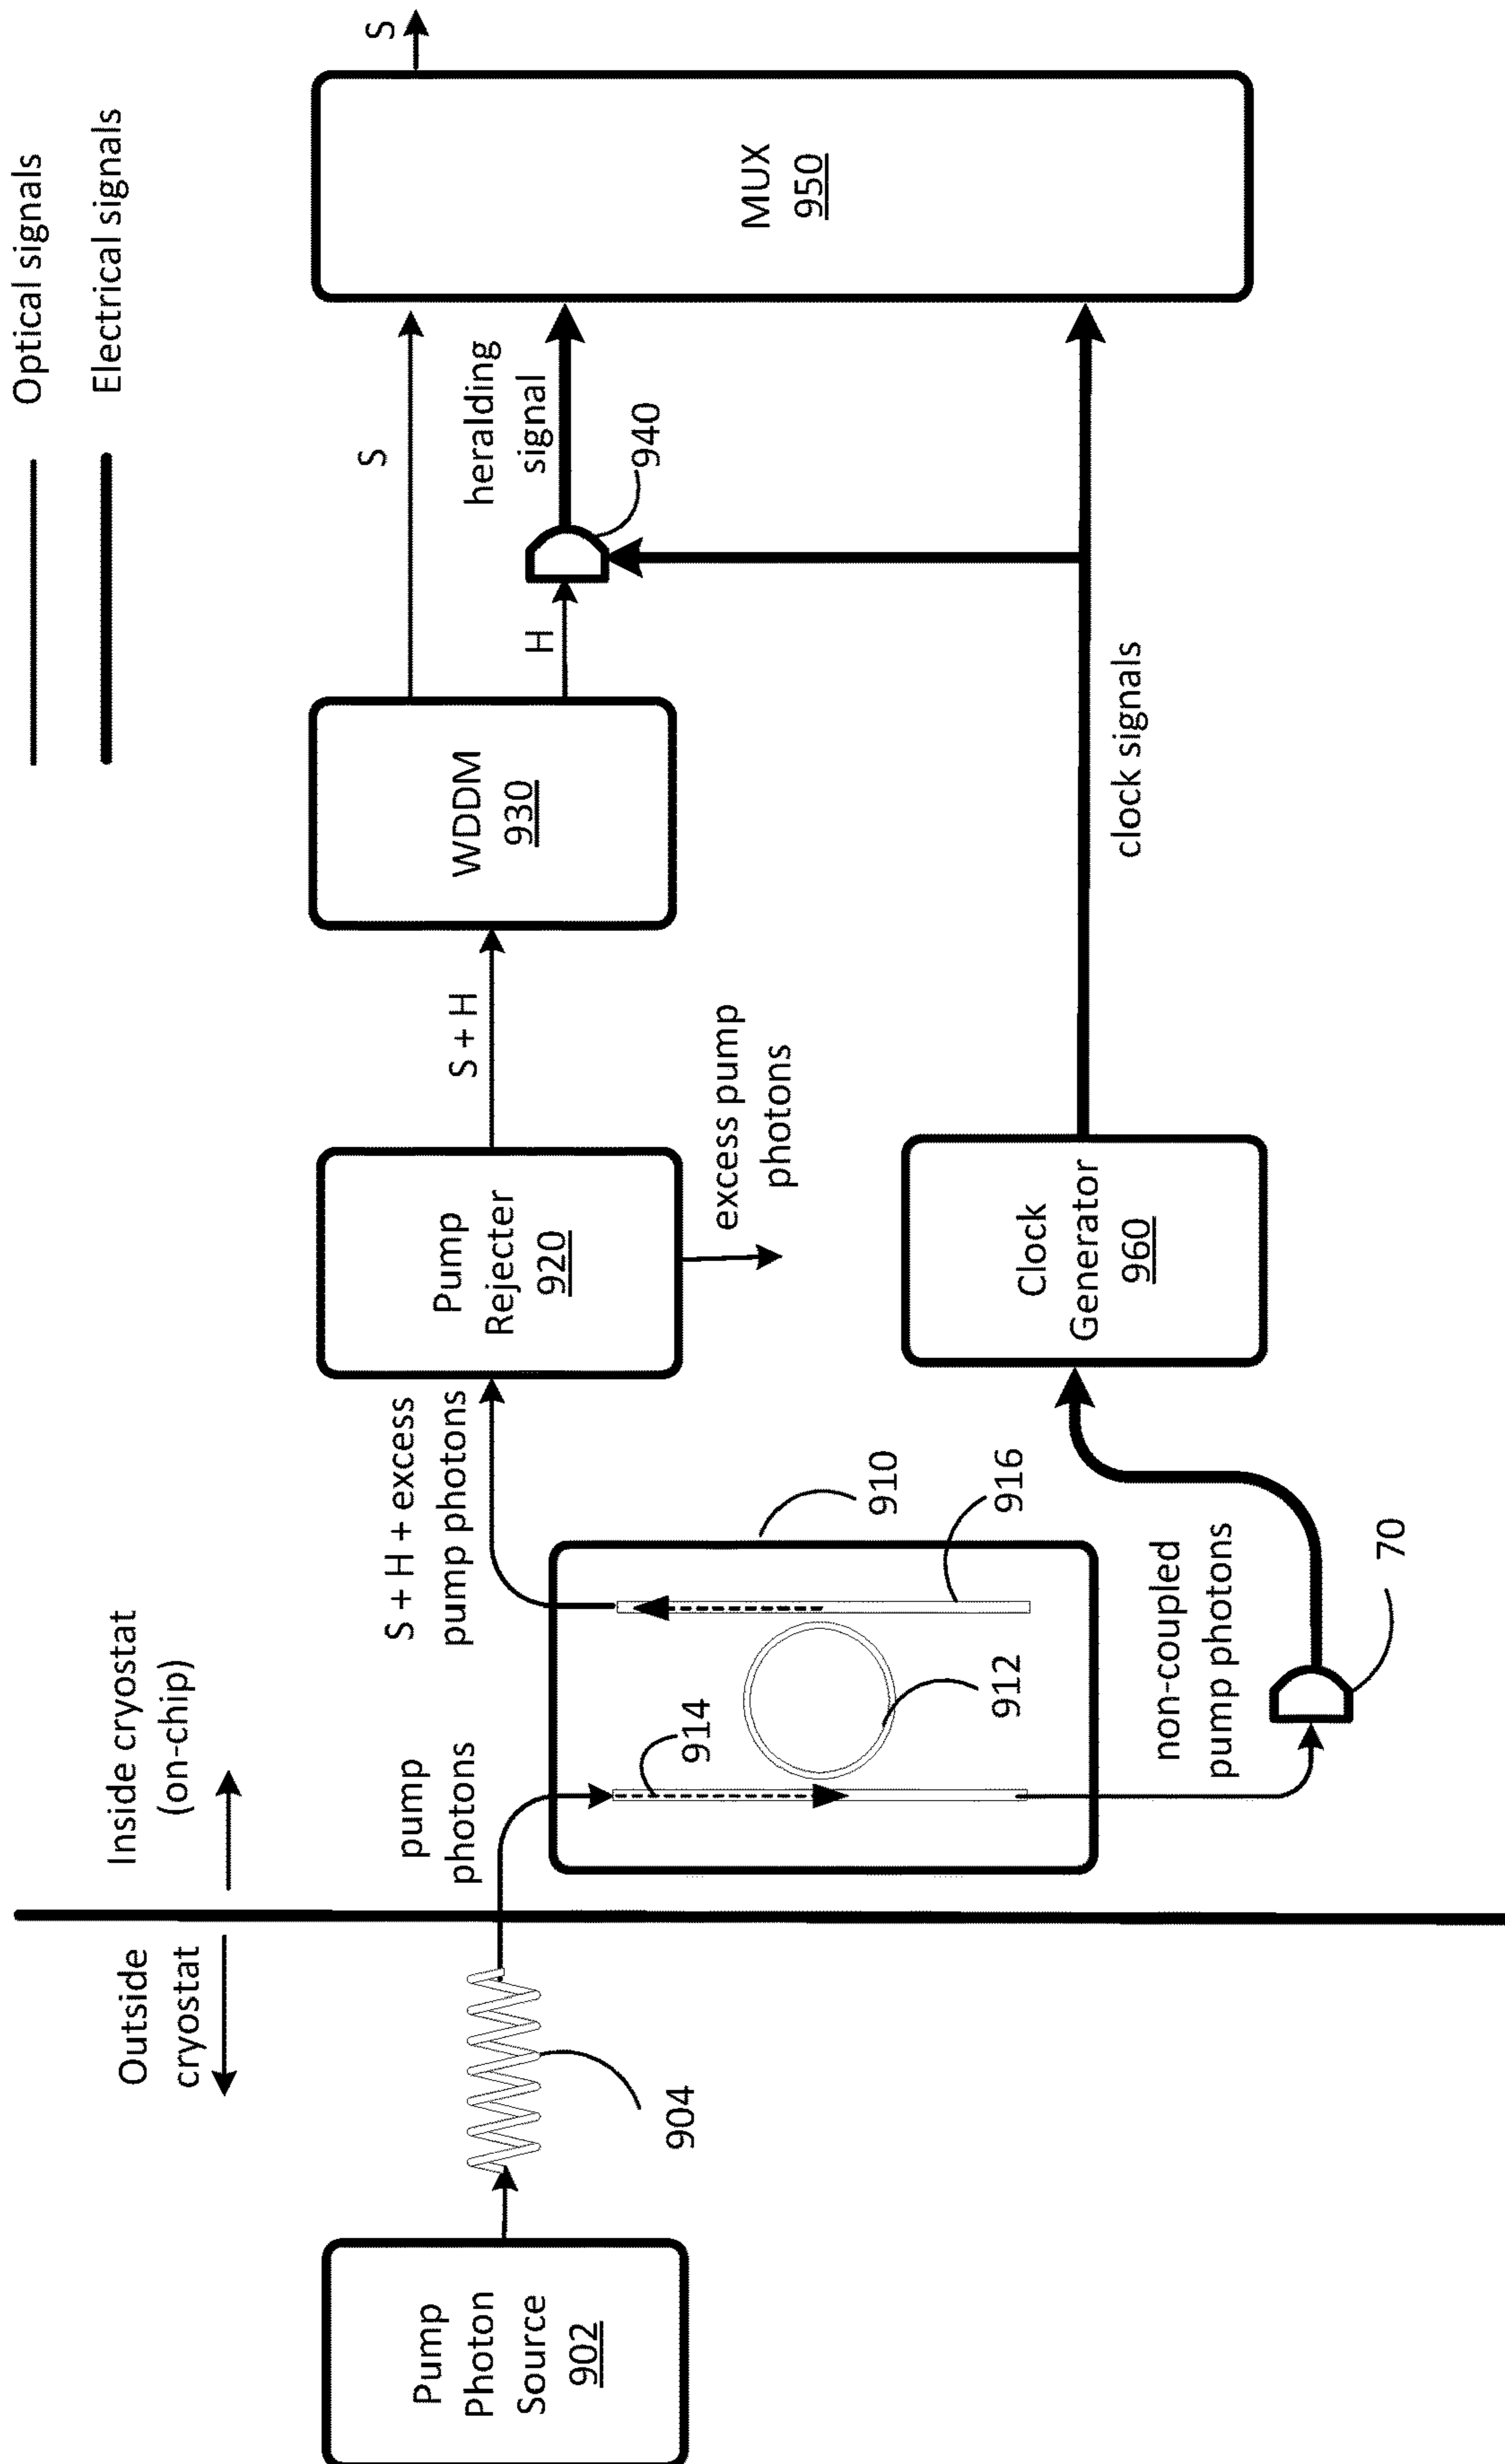 Optical signals
Electrical signals
Outside
cryostat
Inside cryostat
(on-chip)
Pump
Photon
Source
902
904
pump
photons
914
912
910
916
S + H + excess
pump photons
non-coupled
pump photons
70
Pump
Rejecter
920
excess pump
photons
S + H
WDDM
930
S
H
heralding
signal
940
Clock
Generator
960
clock signals
MUX
950
S